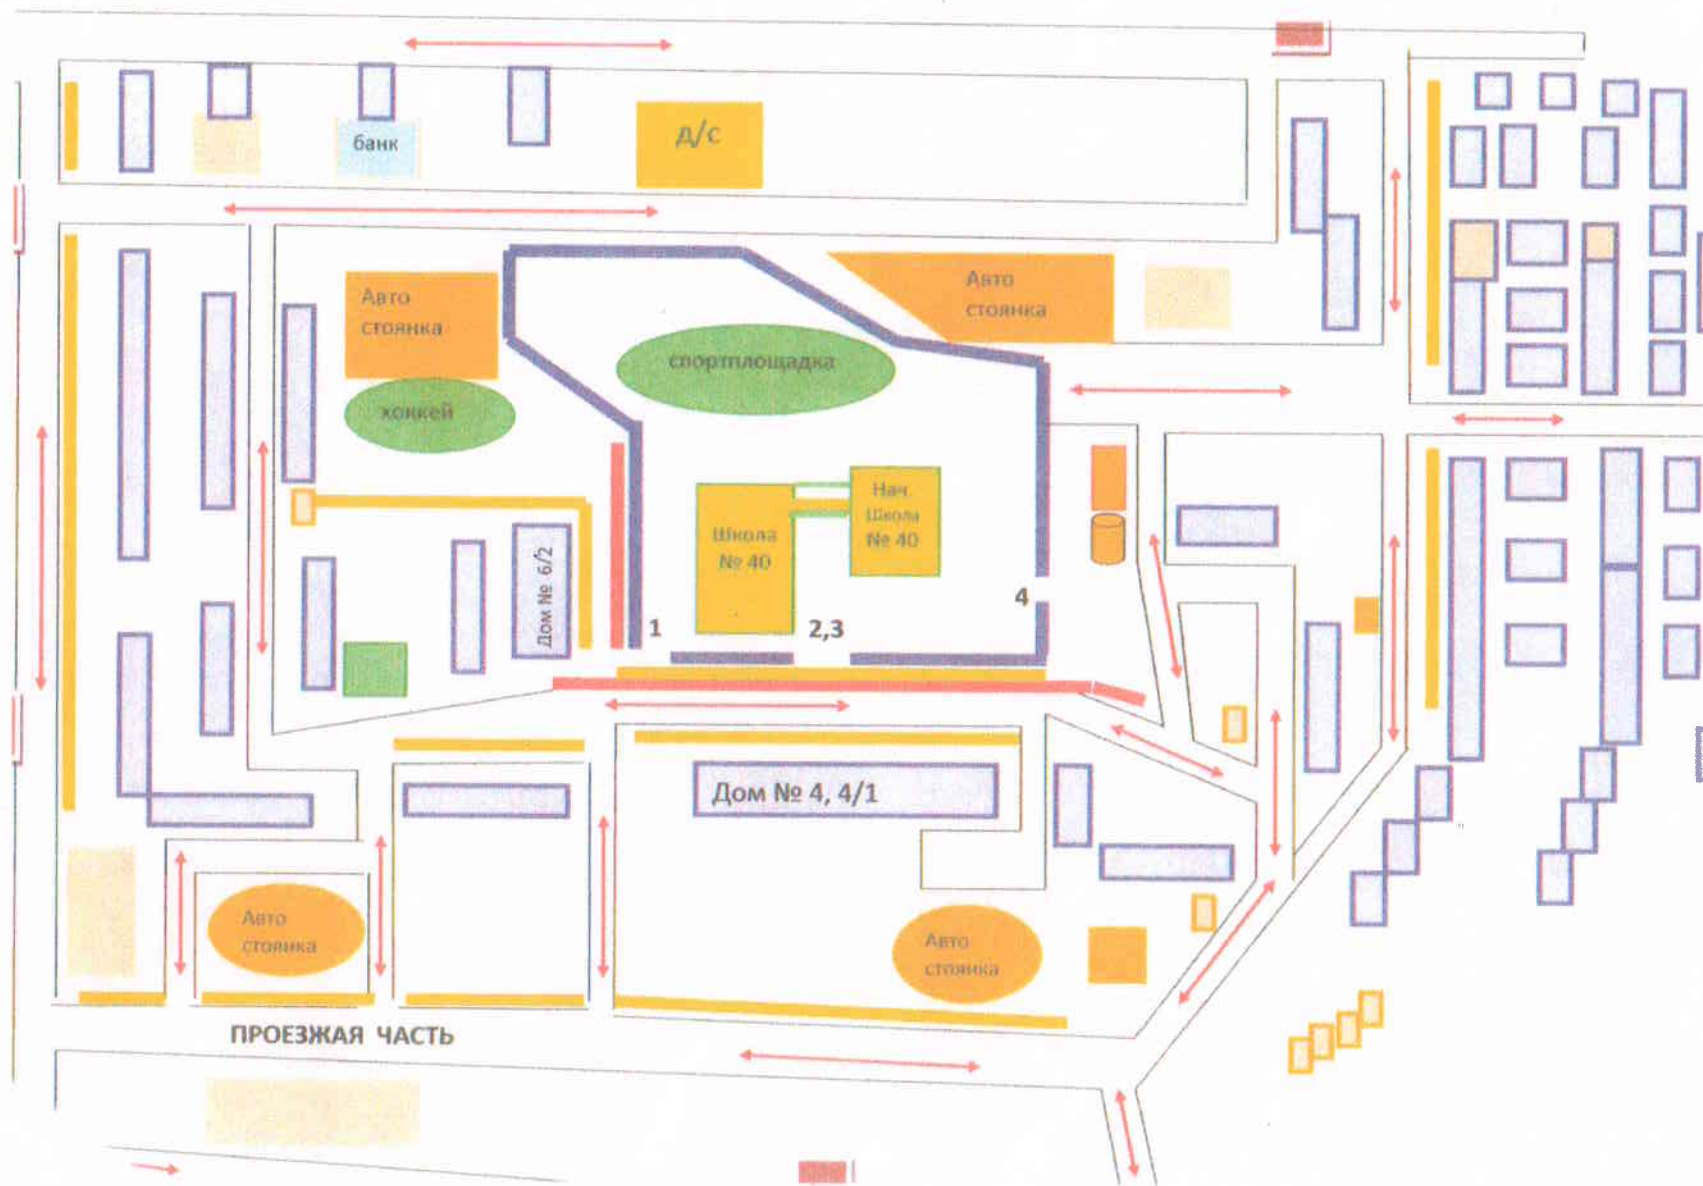 банк
д/с
Авто
стоянка
Авто
стоянка
спортплощадка
хоккей
Нач.
Школа
№ 40
Школа
№ 40
Дом № 6/2
4
1
2,3
Дом № 4, 4/1
Авто
стоянка
Авто
стоянка
ПРОЕЗЖАЯ ЧАСТЬ